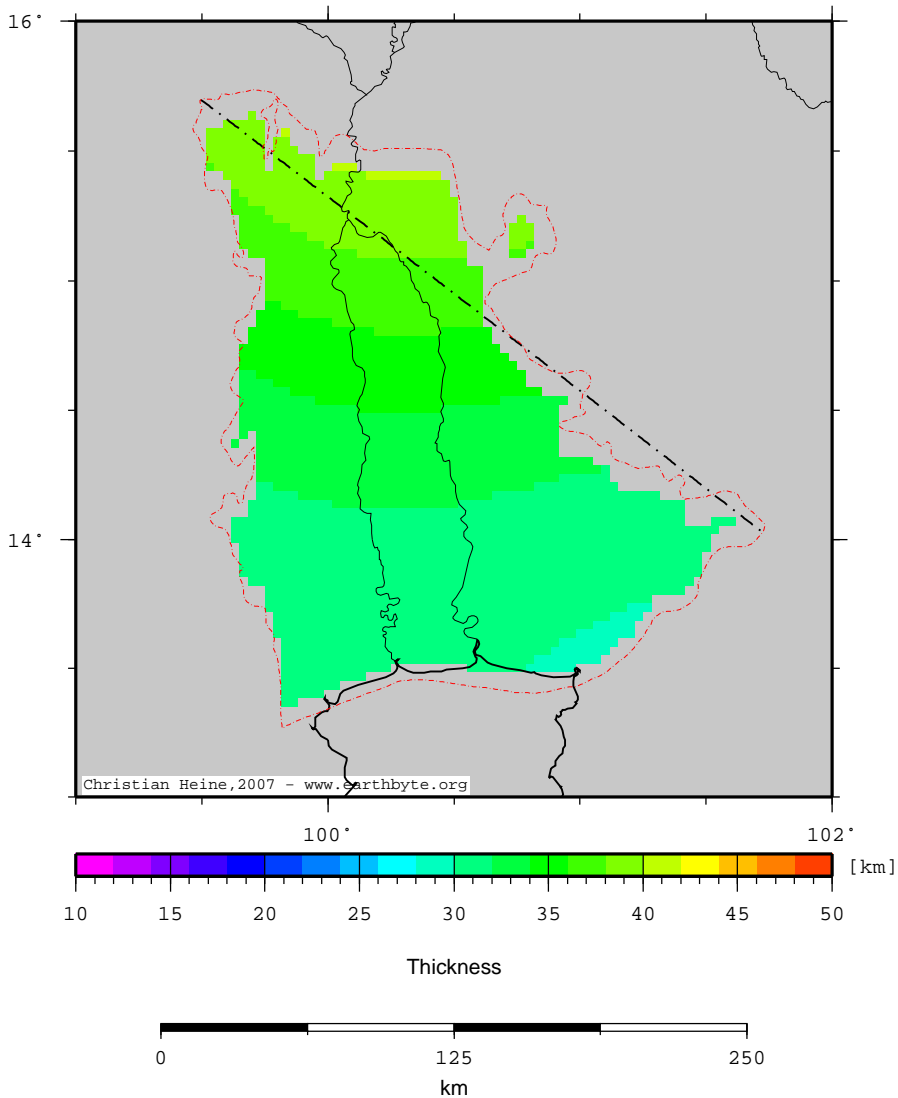 16°
14°
Christian Heine,2007 - www.earthbyte.org
100° 102°
[km]
10 15 20 25 30 35 40 45 50
Thickness
0 125 250
km